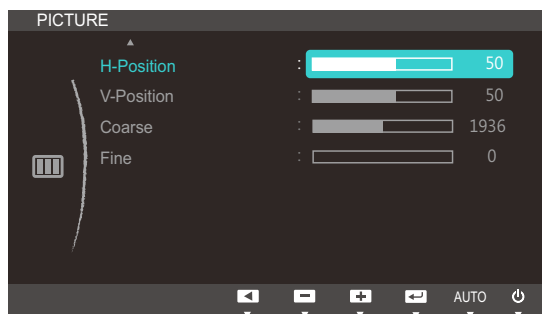 PICTURE
H-Position : 50
V-Position : 50
Coarse : 1936
Fine : 0
AUTO